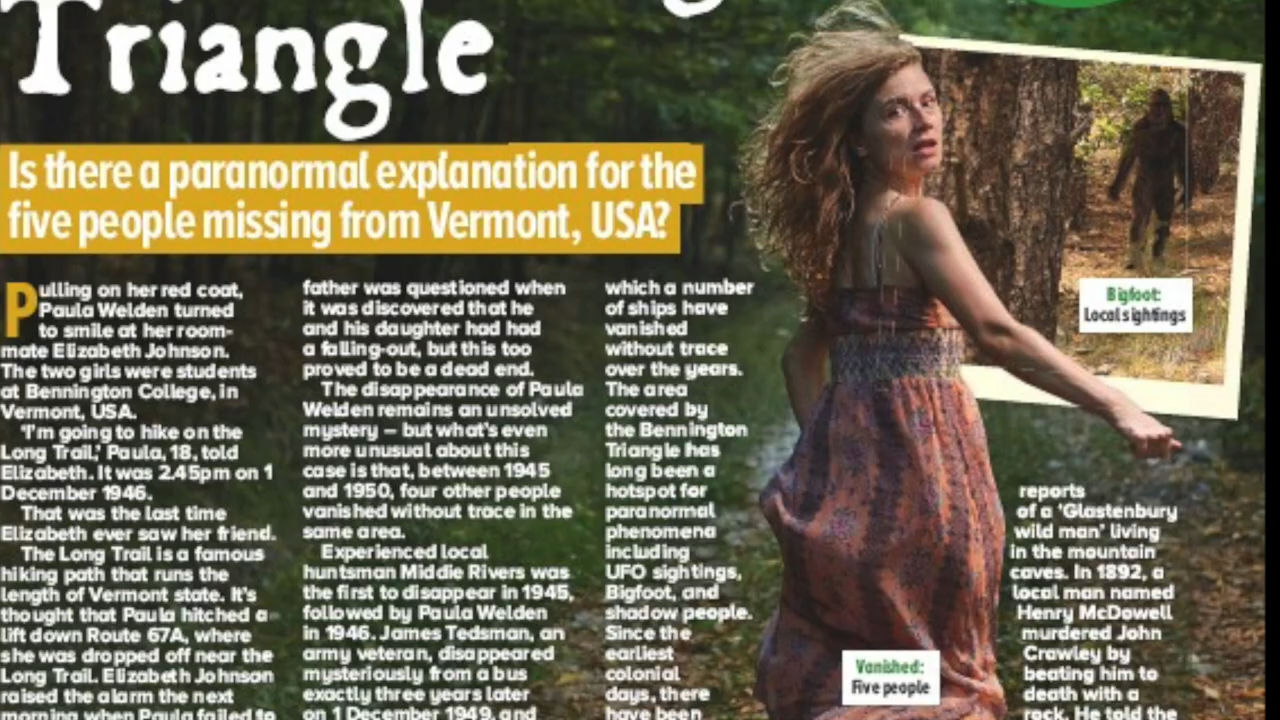 Triangle
Is there a paranormal explanation for the
five people missing from Vermont, USA?
Pulling on her red coat,
Paula Welden turned
to smile at her room-
mate Elizabeth Johnson.
The two girls were students
at Bennington College, in
Vermont, USA.
'I'm going to hike on the
Long Trail,' Paula, 18, told
Elizabeth. It was 2.45pm on 1
December 1946.
That was the last time
Elizabeth ever saw her friend.
The Long Trail is a famous
hiking path that runs the
length of Vermont state. It's
thought that Paula hitched a
lift down Route 67A, where
she was dropped off near the
Long Trail. Elizabeth Johnson
raised the alarm the next
morning when Paula failed to
father was questioned when
it was discovered that he
and his daughter had had
a falling-out, but this too
proved to be a dead end.
The disappearance of Paula
Welden remains an unsolved
mystery – but what's even
more unusual about this
case is that, between 1945
and 1950, four other people
vanished without trace in the
same area.
Experienced local
huntsman Middie Rivers was
the first to disappear in 1945,
followed by Paula Welden
in 1946. James Tedsman, an
army veteran, disappeared
mysteriously from a bus
exactly three years later
on 1 December 1949, and
which a number
of ships have
vanished
without trace
over the years.
The area
covered by
the Bennington
Triangle has
long been a
hotspot for
paranormal
phenomena
including
UFO sightings,
Bigfoot, and
shadow people.
Since the
earliest
colonial
days, there
have been
reports
of a 'Glastenbury
wild man' living
in the mountain
caves. In 1892, a
local man named
Henry McDowell
murdered John
Crawley by
beating him to
death with a
rock. He told the
Bigfoot:
Local sightings
Vanished:
Five people